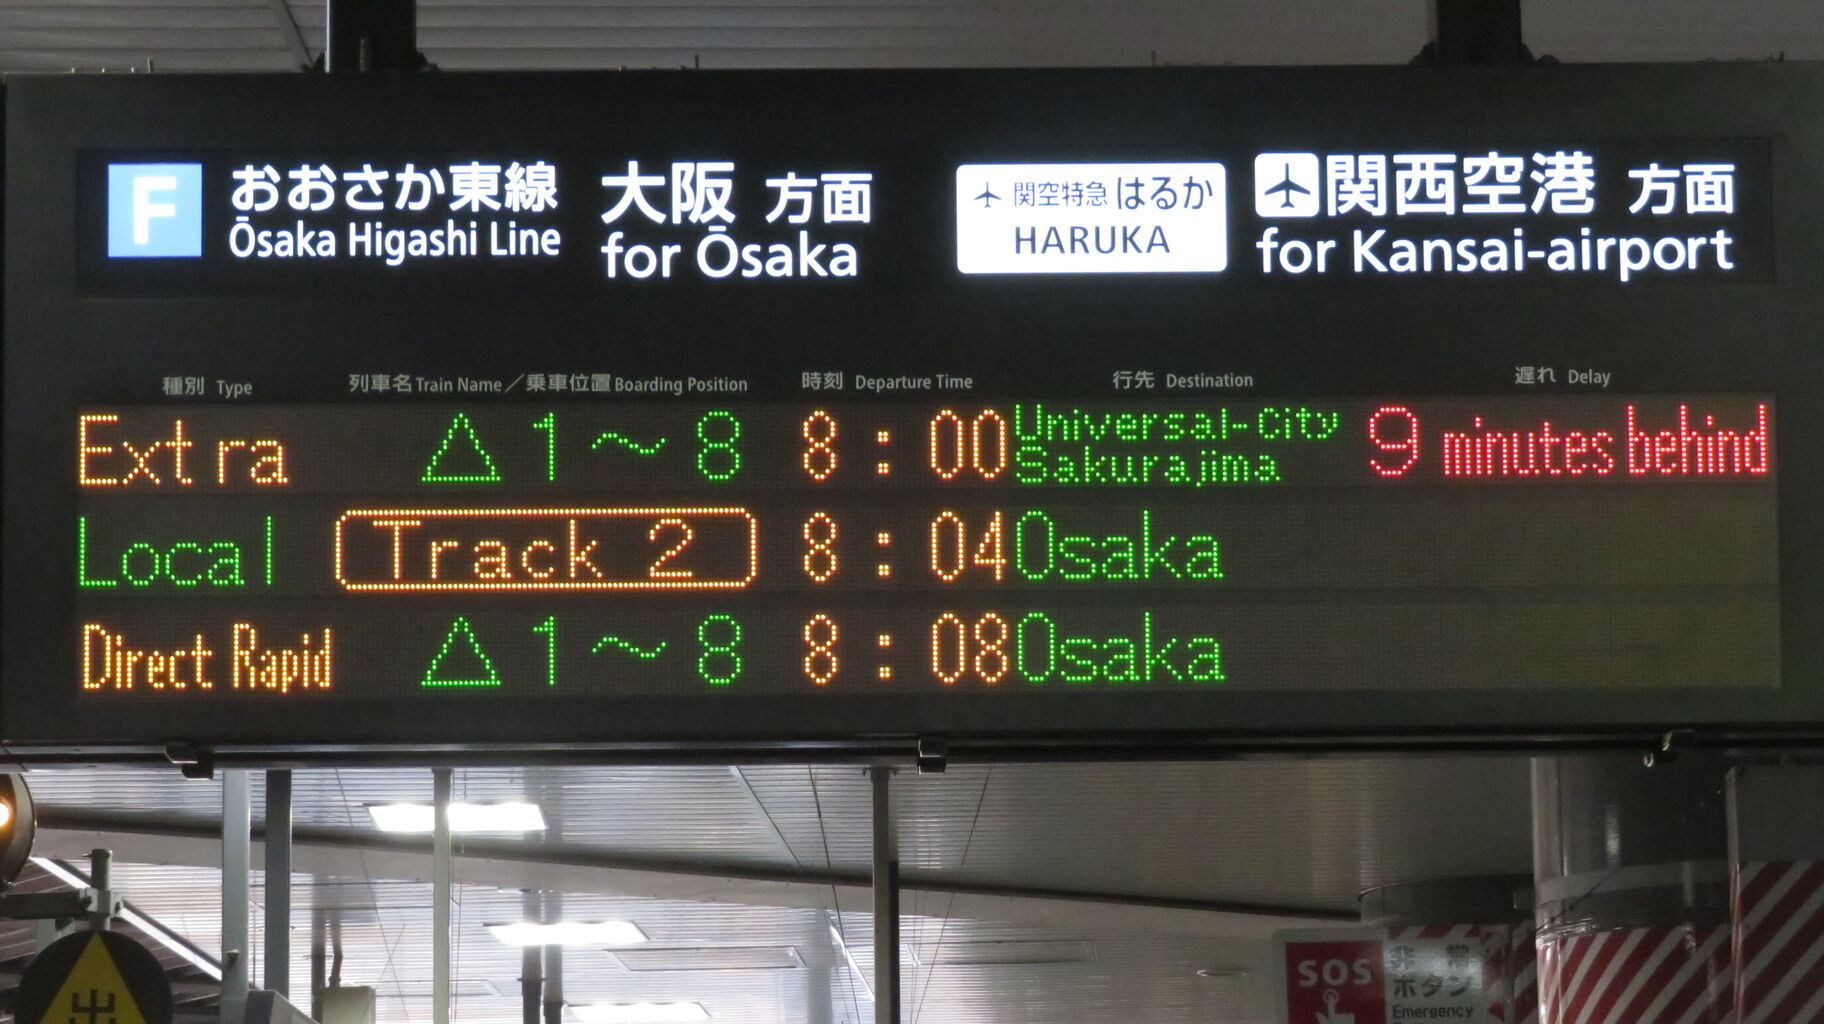 F おおさか東線 大阪 方面 関空特急 はるか 関西空港 方面
Ōsaka Higashi Line for Ōsaka HARUKA for Kansai-airport
種別 Type 列車名 Train Name／乗車位置 Boarding Position 時刻 Departure Time 行先 Destination 遅れ Delay
Extra △ 1～8 8:00 Universal-City Sakurajima 9 minutes behind
Local Track 2 8:04 Osaka
Direct Rapid △ 1～8 8:08 Osaka
出
SOS 非常
ボタン
Emergency